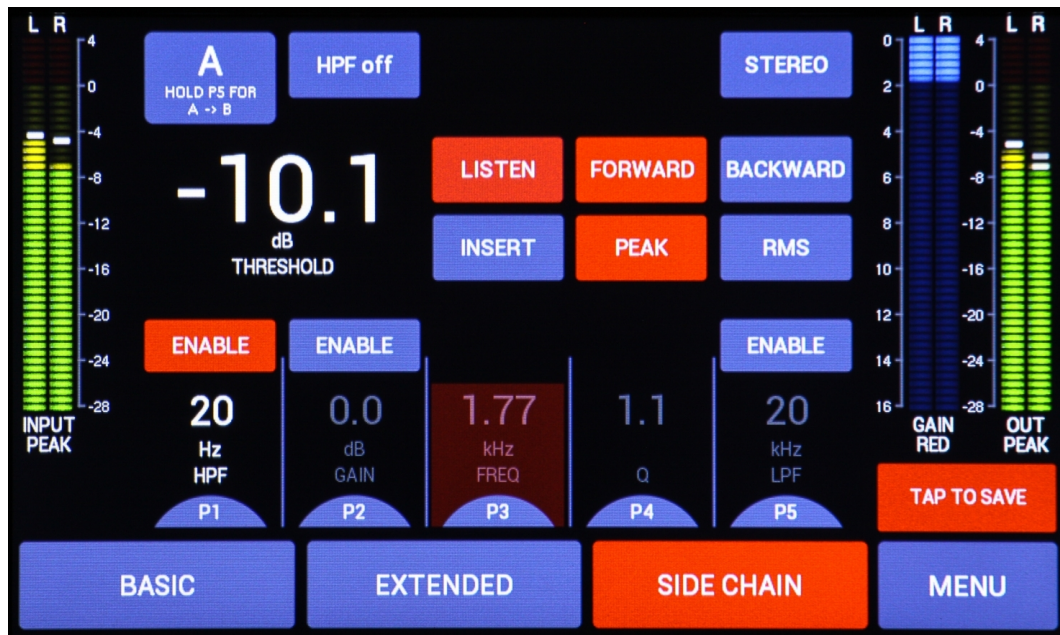 L R
4
0
-4
-8
-12
-16
-20
-24
-28
INPUT
PEAK
A
HOLD P5 FOR
A -> B
HPF off
STEREO
-10.1
dB
THRESHOLD
LISTEN
FORWARD
BACKWARD
INSERT
PEAK
RMS
ENABLE
ENABLE
ENABLE
20
Hz
HPF
P1
0.0
dB
GAIN
P2
1.77
kHz
FREQ
P3
1.1
Q
P4
20
kHz
LPF
P5
L R
0
2
4
6
8
10
12
14
16
GAIN
RED
L R
4
0
-4
-8
-12
-16
-20
-24
-28
OUT
PEAK
TAP TO SAVE
BASIC
EXTENDED
SIDE CHAIN
MENU